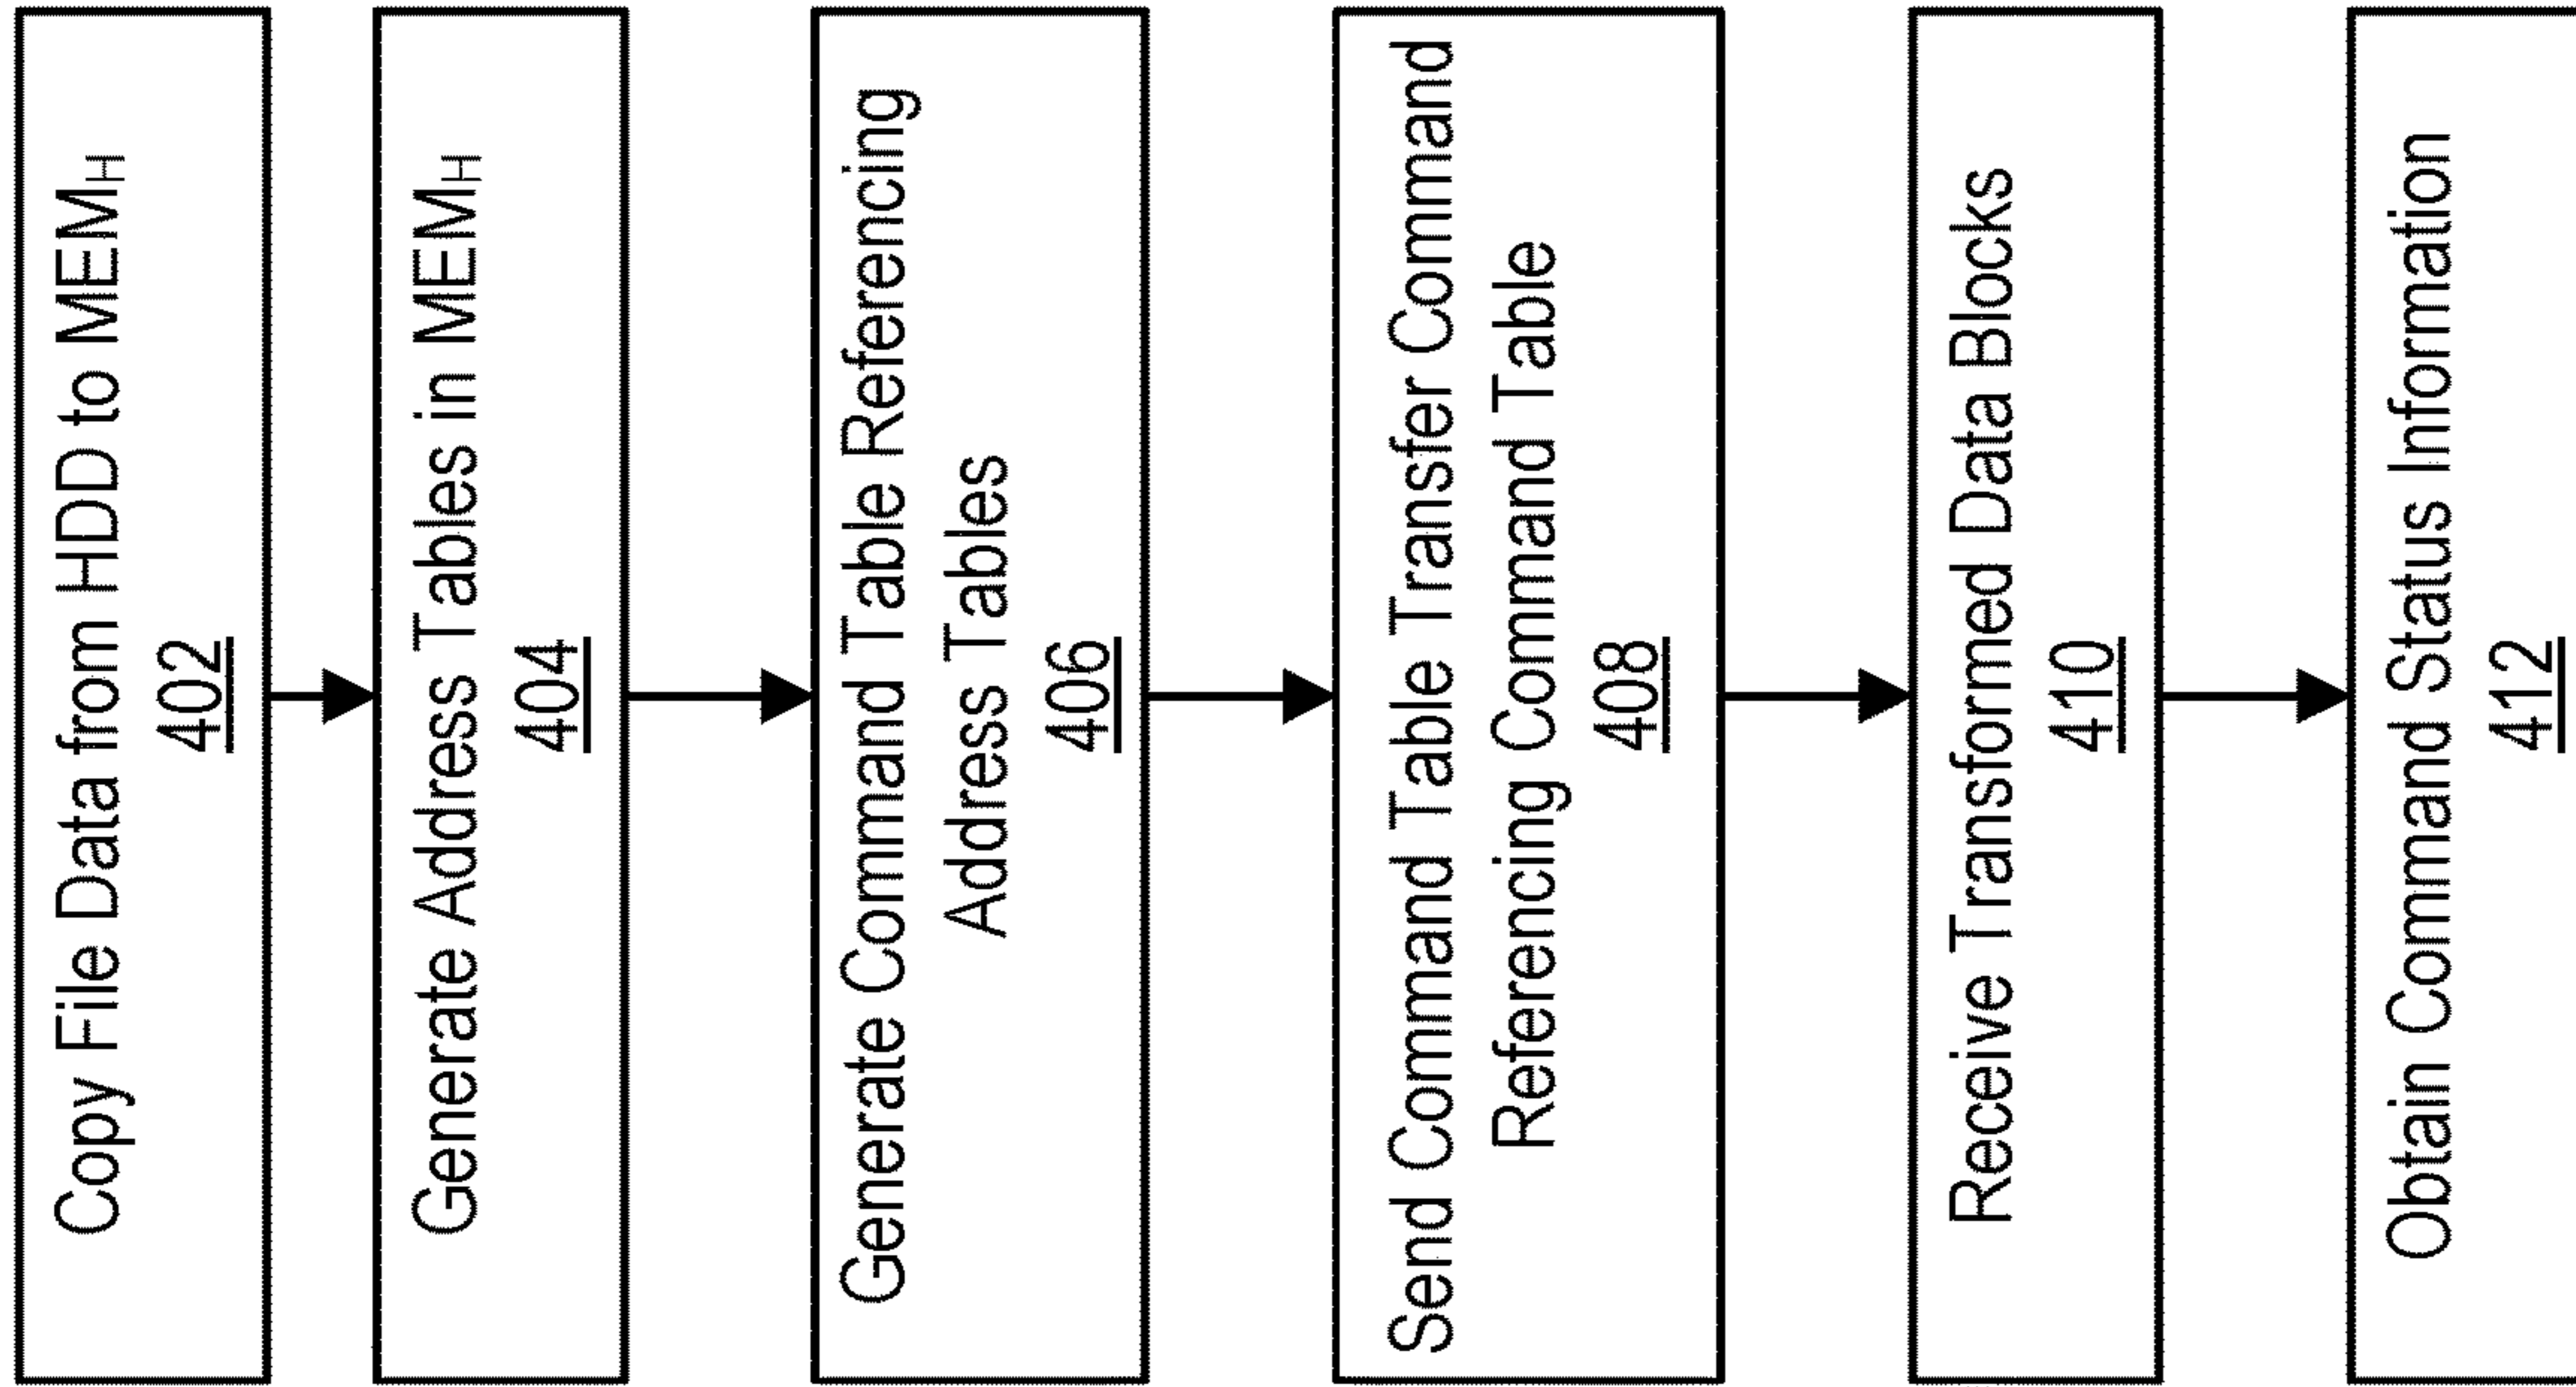 Copy File Data from HDD to MEMH
402
Generate Address Tables in MEMH
404
Generate Command Table Referencing
Address Tables
406
Send Command Table Transfer Command
Referencing Command Table
408
Receive Transformed Data Blocks
410
Obtain Command Status Information
412